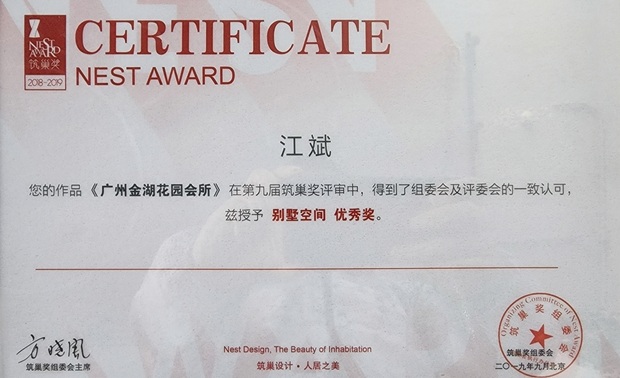 NEST
AWARD
筑巢奖
2018-2019
CERTIFICATE
NEST AWARD
江斌
您的作品《广州金湖花园会所》在第九届筑巢奖评审中，得到了组委会及评委会的一致认可，
兹授予 别墅空间 优秀奖。
方晓风
筑巢奖组委会主席
Nest Design, The Beauty of Inhabitation
筑巢设计·人居之美
Organizing Committee of Nest Award
筑巢奖组委会
筑巢奖组委会
二〇一九年九月北京